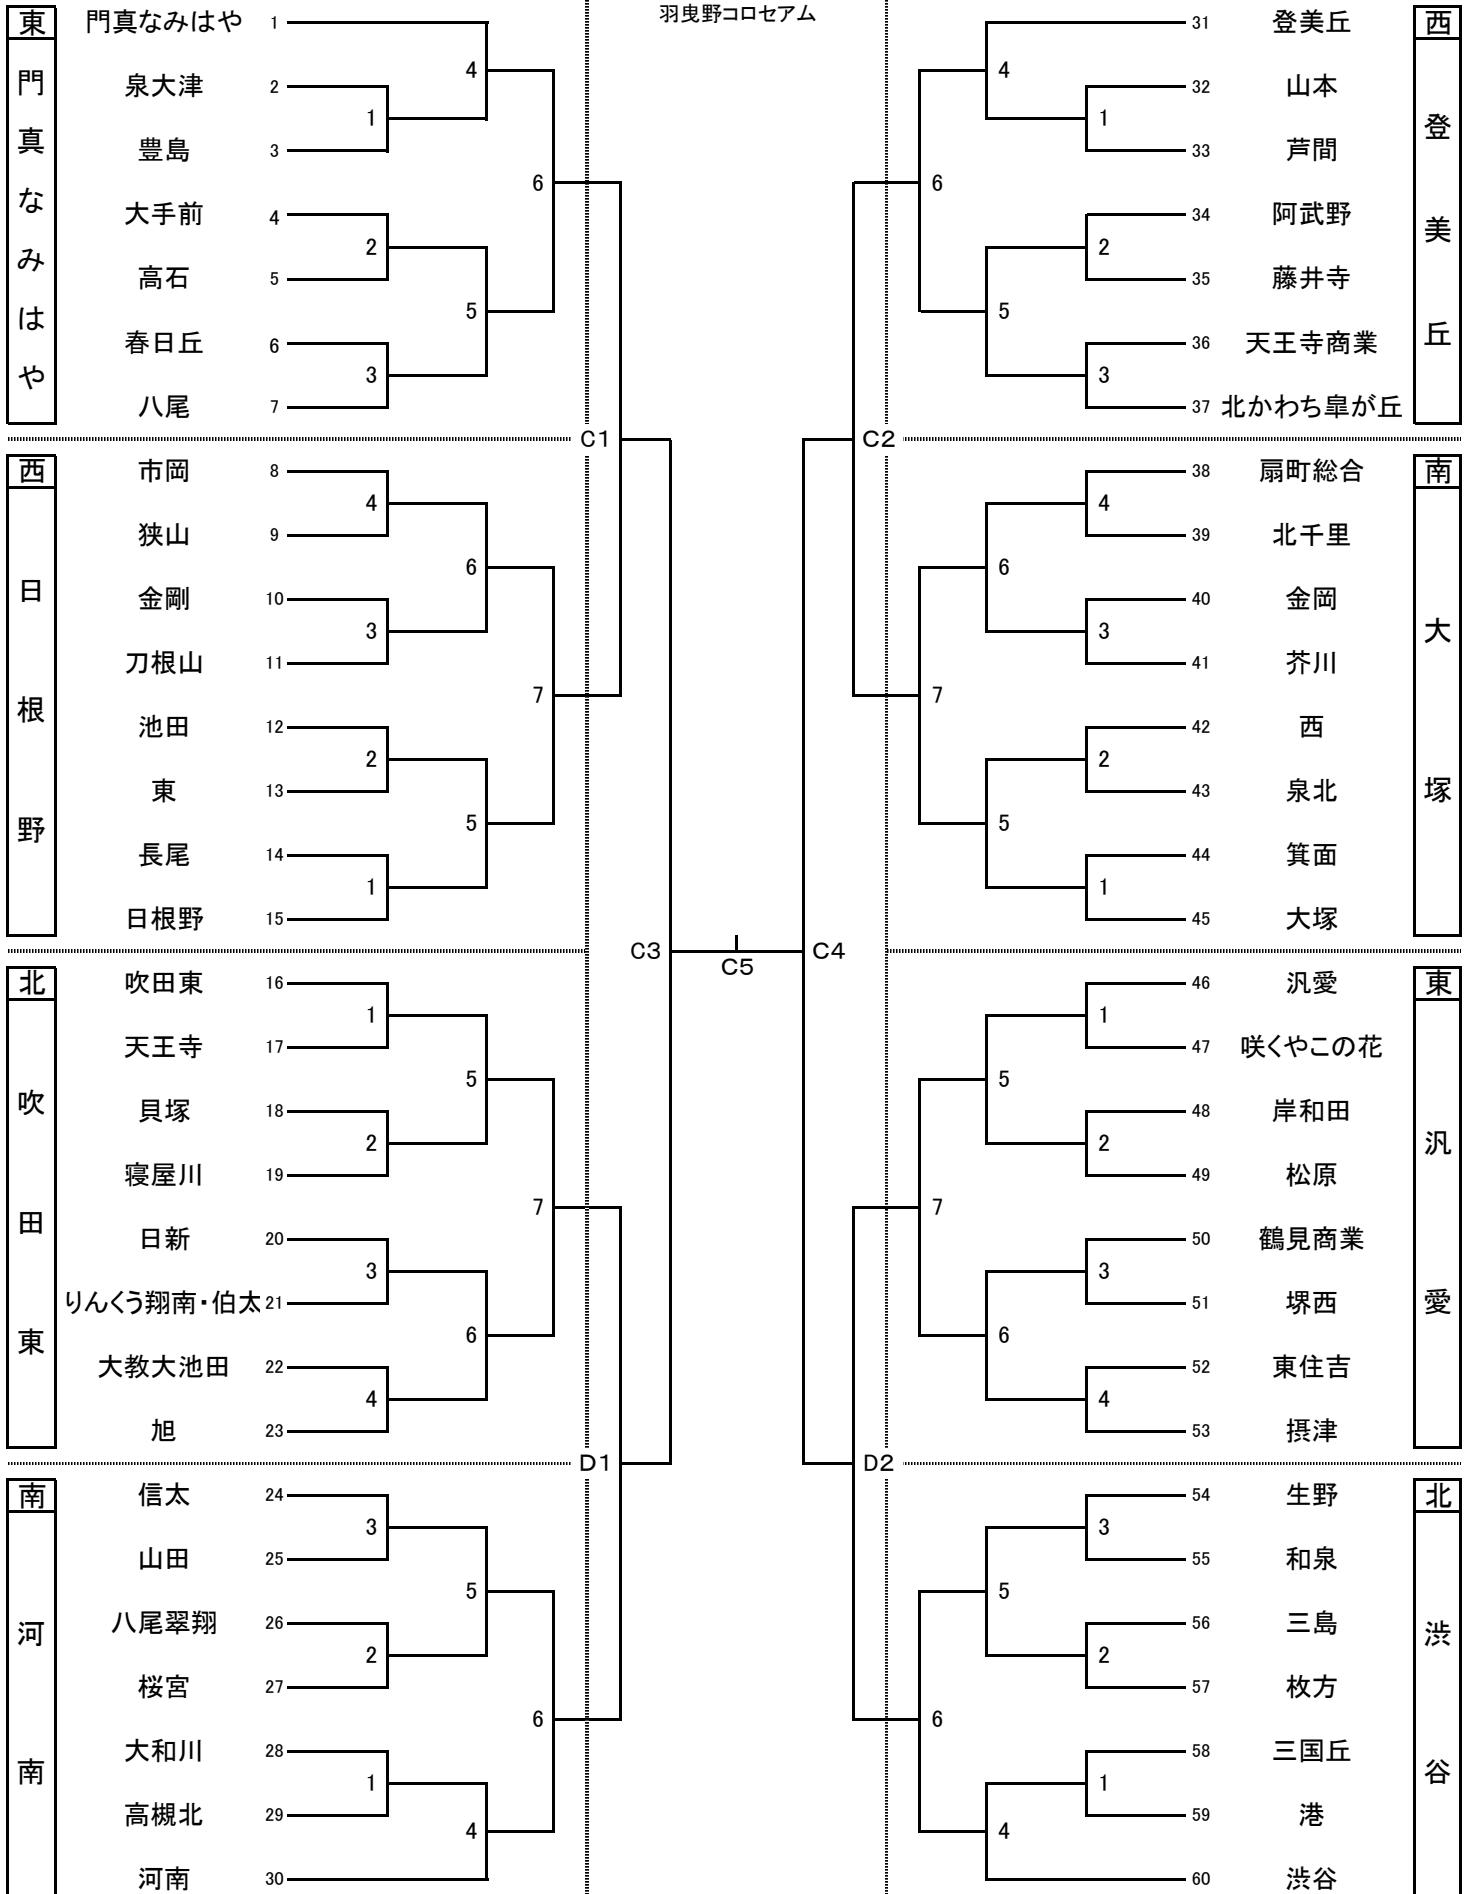 羽曳野コロセアム
東
門真なみはや
門真なみはや 1
泉大津 2
豊島 3
大手前 4
高石 5
春日丘 6
八尾 7
4
1
6
2
5
3
C1
西
日根野
市岡 8
狭山 9
金剛 10
刀根山 11
池田 12
東 13
長尾 14
日根野 15
4
6
3
7
2
5
1
C3
北
吹田東
吹田東 16
天王寺 17
貝塚 18
寝屋川 19
日新 20
りんくう翔南・伯太 21
大教大池田 22
旭 23
1
5
2
7
3
6
4
D1
南
河南
信太 24
山田 25
八尾翠翔 26
桜宮 27
大和川 28
高槻北 29
河南 30
3
5
2
6
1
4
C5
西
登美丘
31 登美丘
32 山本
33 芦間
34 阿武野
35 藤井寺
36 天王寺商業
37 北かわち皐が丘
4
1
6
2
5
3
C2
南
大塚
38 扇町総合
39 北千里
40 金岡
41 芥川
42 西
43 泉北
44 箕面
45 大塚
4
6
3
7
2
5
1
C4
東
汎愛
46 汎愛
47 咲くやこの花
48 岸和田
49 松原
50 鶴見商業
51 堺西
52 東住吉
53 摂津
1
5
2
7
3
6
4
D2
北
渋谷
54 生野
55 和泉
56 三島
57 枚方
58 三国丘
59 港
60 渋谷
3
5
2
6
1
4